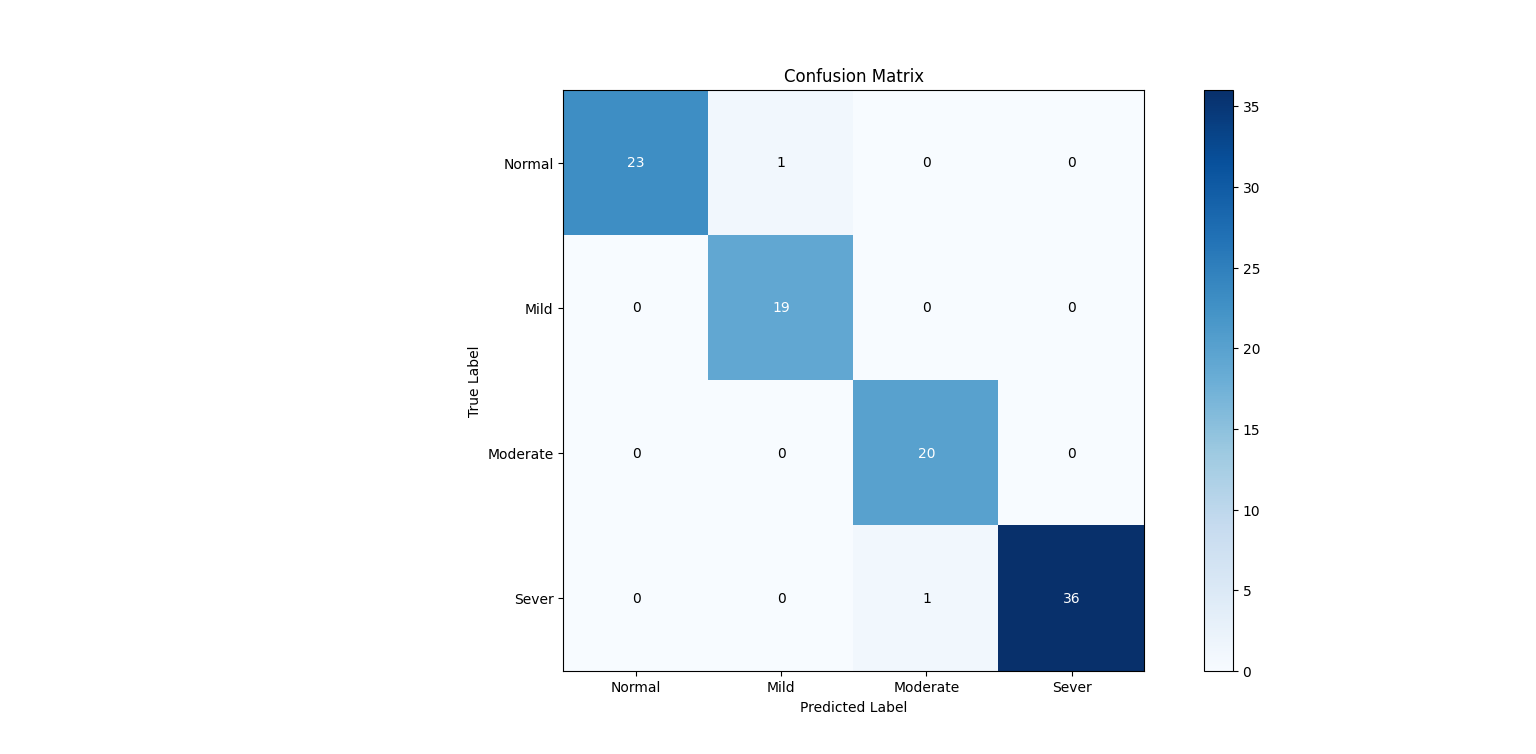 Confusion Matrix
Normal 23 1 0 0
Mild 0 19 0 0
Moderate 0 0 20 0
Sever 0 0 1 36
Normal Mild Moderate Sever
Predicted Label
True Label
35
30
25
20
15
10
5
0